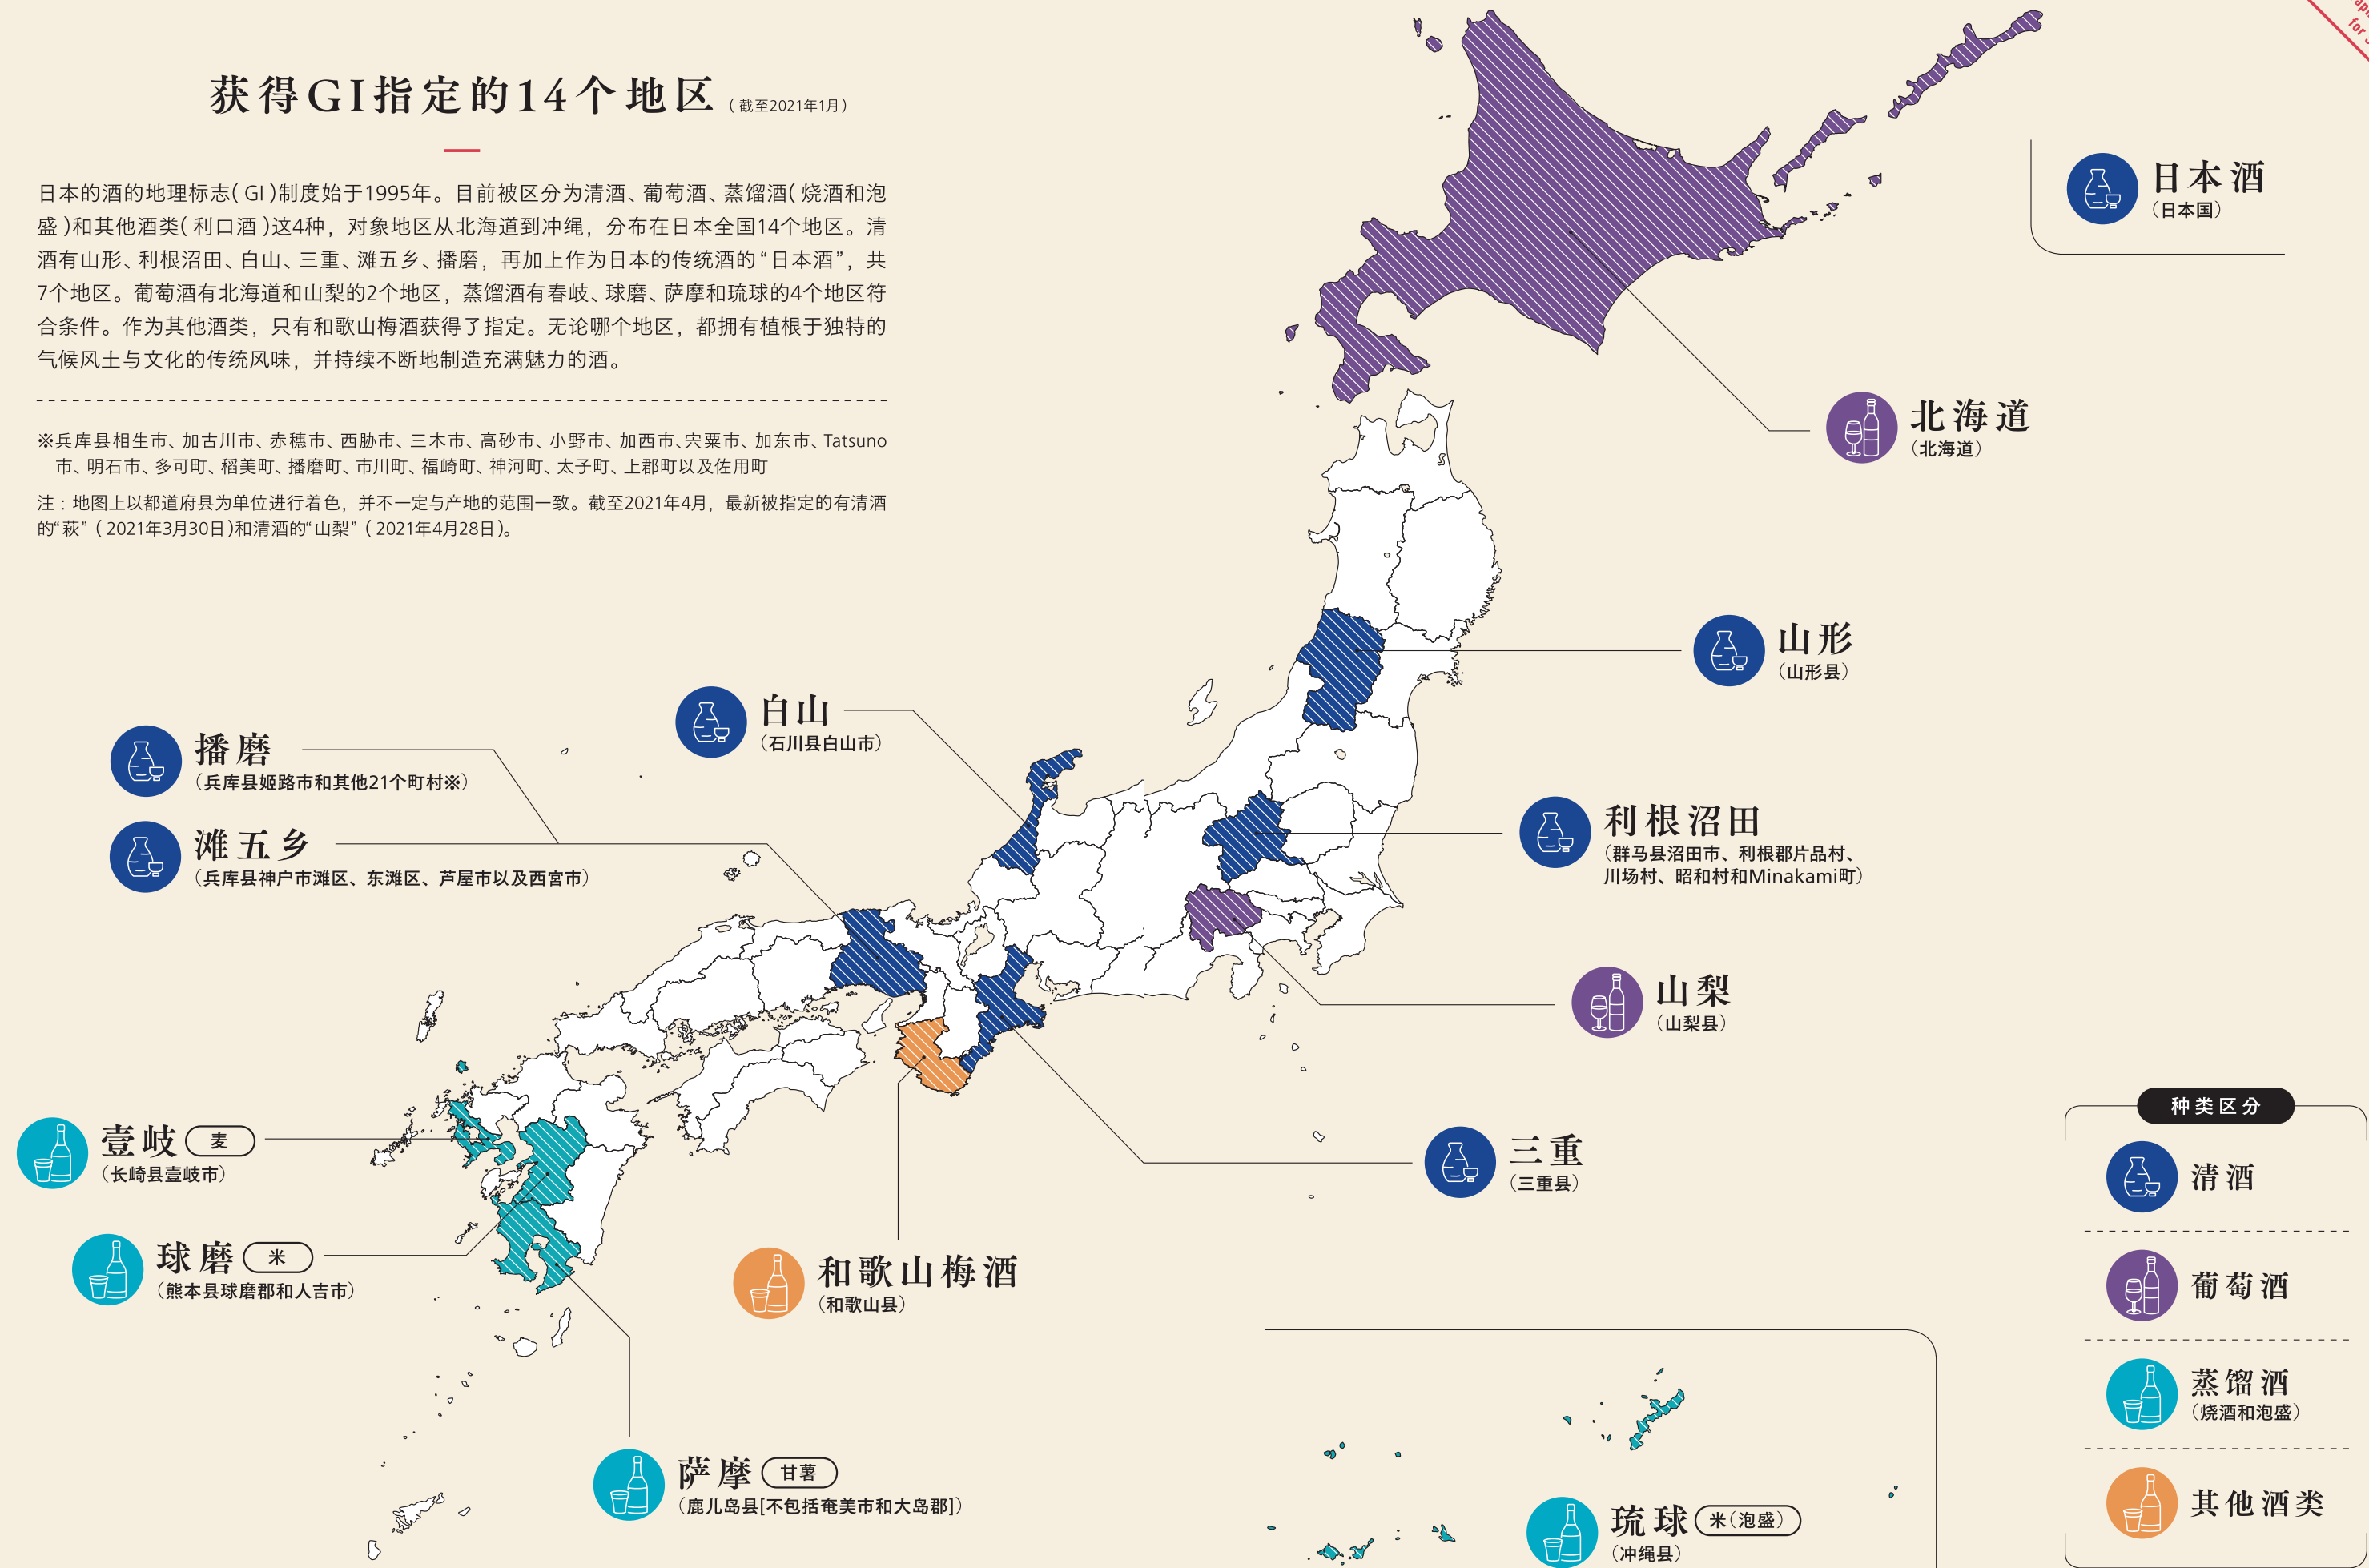 获得GI指定的14个地区（截至2021年1月）
日本的酒的地理标志（GI）制度始于1995年。目前被区分为清酒、葡萄酒、蒸馏酒（烧酒和泡
盛）和其他酒类（利口酒）这4种，对象地区从北海道到冲绳，分布在日本全国14个地区。清
酒有山形、利根沼田、白山、三重、滩五乡、播磨，再加上作为日本的传统酒的“日本酒”，共
7个地区。葡萄酒有北海道和山梨的2个地区，蒸馏酒有春岐、球磨、萨摩和琉球的4个地区符
合条件。作为其他酒类，只有和歌山梅酒获得了指定。无论哪个地区，都拥有植根于独特的
气候风土与文化的传统风味，并持续不断地制造充满魅力的酒。
※兵库县相生市、加古川市、赤穗市、西胁市、三木市、高砂市、小野市、加西市、宍粟市、加东市、Tatsuno
市、明石市、多可町、稻美町、播磨町、市川町、福崎町、神河町、太子町、上郡町以及佐用町
注：地图上以都道府县为单位进行着色，并不一定与产地的范围一致。截至2021年4月，最新被指定的有清酒
的“萩”（2021年3月30日）和清酒的“山梨”（2021年4月28日）。
日本酒
（日本国）
北海道
（北海道）
山形
（山形县）
白山
（石川县白山市）
播磨
（兵库县姬路市和其他21个町村※）
滩五乡
（兵库县神户市滩区、东滩区、芦屋市以及西宫市）
利根沼田
（群马县沼田市、利根郡片品村、
川场村、昭和村和Minakami町）
山梨
（山梨县）
三重
（三重县）
壹岐 麦
（长崎县壹岐市）
球磨 米
（熊本县球磨郡和人吉市）
和歌山梅酒
（和歌山县）
萨摩 甘薯
（鹿儿岛县[不包括奄美市和大岛郡]）
琉球 米（泡盛）
（冲绳县）
种类区分
清酒
葡萄酒
蒸馏酒
（烧酒和泡盛）
其他酒类